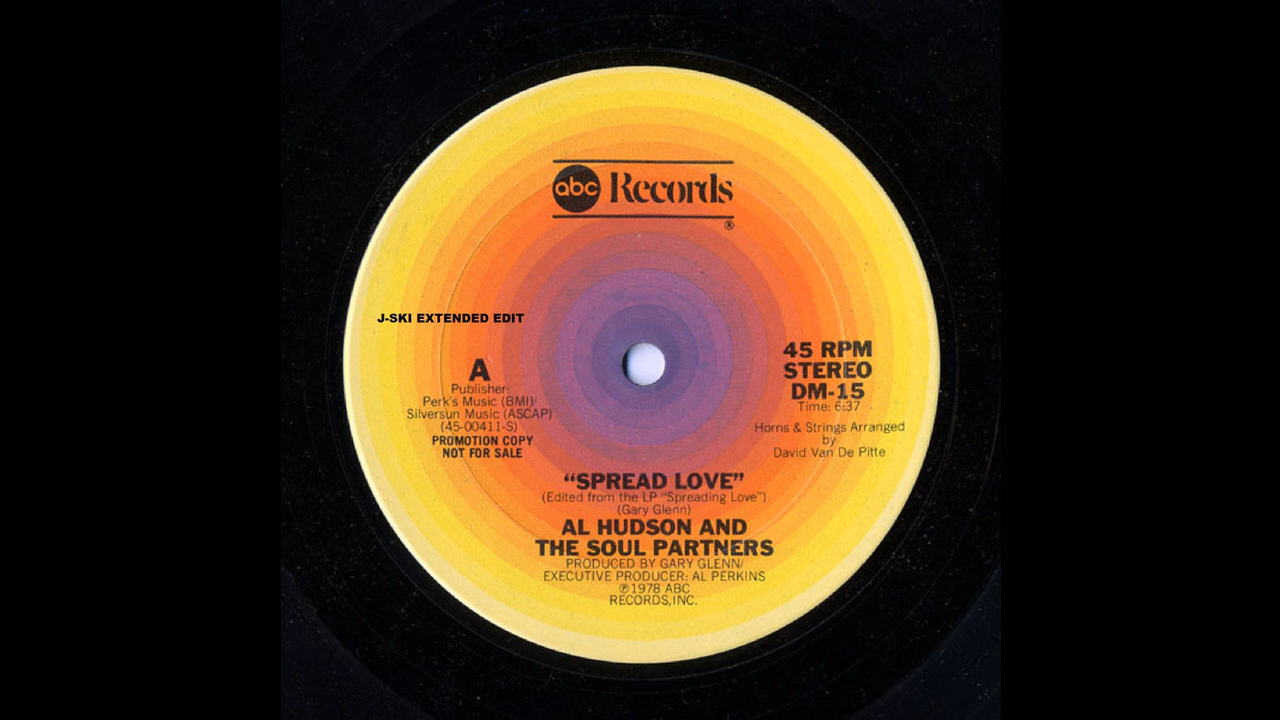 abc Records
®
J-SKI EXTENDED EDIT
A
Publisher:
Perk's Music (BMI)/
Silversun Music (ASCAP)
(45-00411-S)
PROMOTION COPY
NOT FOR SALE
45 RPM
STEREO
DM-15
Time: 6:37
Horns & Strings Arranged
by
David Van De Pitte
“SPREAD LOVE”
(Edited from the LP “Spreading Love”)
(Gary Glenn)
AL HUDSON AND
THE SOUL PARTNERS
PRODUCED BY GARY GLENN/
EXECUTIVE PRODUCER: AL PERKINS
℗1978 ABC
RECORDS, INC.